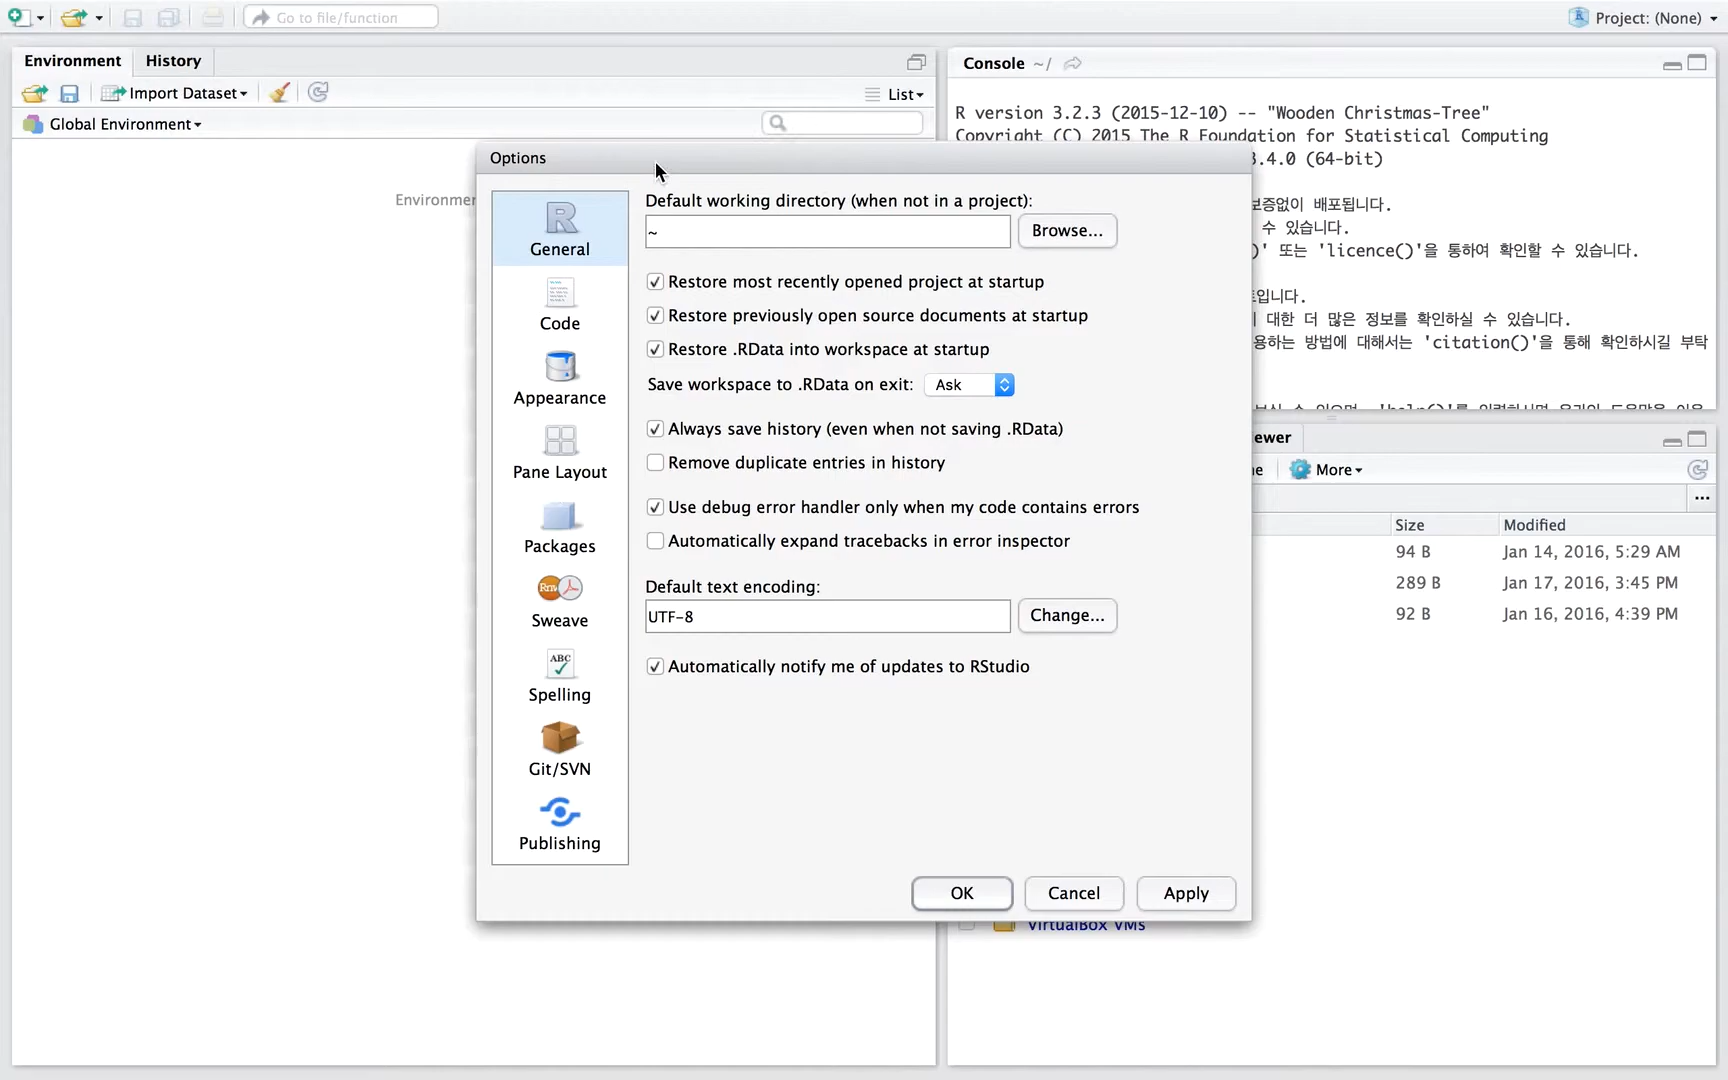 Go to file/function
Project: (None)
Environment
History
Import Dataset
List
Global Environment
Console ~/
R version 3.2.3 (2015-12-10) -- "Wooden Christmas-Tree"
Copyright (C) 2015 The R Foundation for Statistical Computing
3.4.0 (64-bit)
보증없이 배포됩니다.
수 있습니다.
)' 또는 'licence()'을 통하여 확인할 수 있습니다.
입니다.
대한 더 많은 정보를 확인하실 수 있습니다.
용하는 방법에 대해서는 'citation()'을 통해 확인하시길 부탁
Options
General
Code
Appearance
Pane Layout
Packages
Rnw
Sweave
ABC
Spelling
Git/SVN
Publishing
Default working directory (when not in a project):
~
Browse...
Restore most recently opened project at startup
Restore previously open source documents at startup
Restore .RData into workspace at startup
Save workspace to .RData on exit: Ask
Always save history (even when not saving .RData)
Remove duplicate entries in history
Use debug error handler only when my code contains errors
Automatically expand tracebacks in error inspector
Default text encoding:
UTF-8
Change...
Automatically notify me of updates to RStudio
OK
Cancel
Apply
ewer
More
Size
Modified
94 B
Jan 14, 2016, 5:29 AM
289 B
Jan 17, 2016, 3:45 PM
92 B
Jan 16, 2016, 4:39 PM
VirtualBox VMs